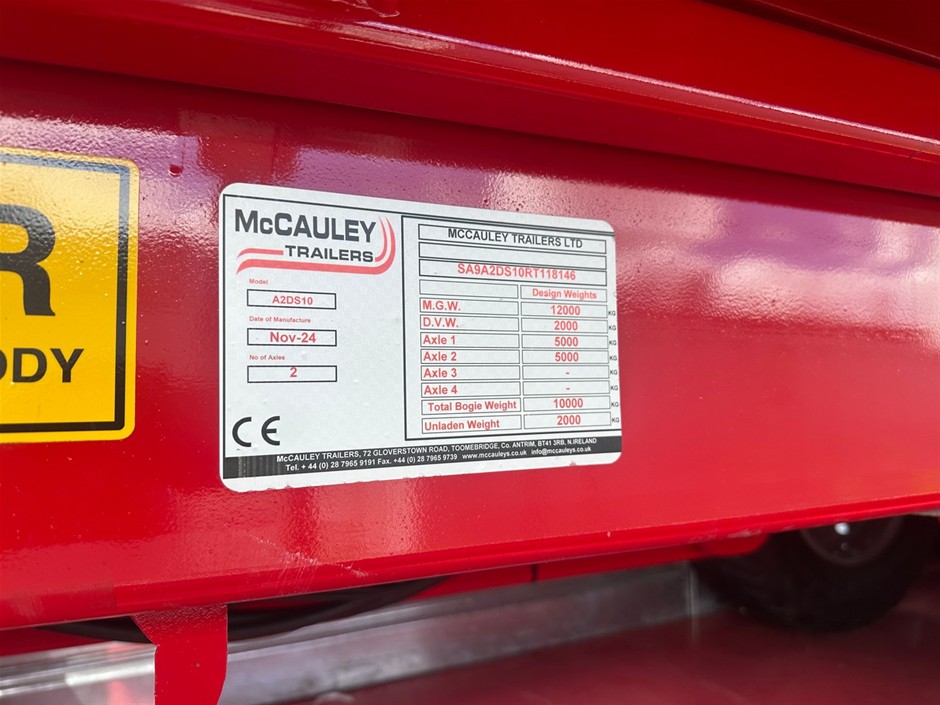 R
ODY
McCAULEY
TRAILERS
Model
A2DS10
Date of Manufacture
Nov-24
No of Axles
2
CE
McCAULEY TRAILERS LTD
SA9A2DS10RT118146
Design Weights
M.G.W. 12000 KG
D.V.W. 2000 KG
Axle 1 5000 KG
Axle 2 5000 KG
Axle 3 - KG
Axle 4 - KG
Total Bogie Weight 10000 KG
Unladen Weight 2000 KG
McCAULEY TRAILERS, 72 GLOVERSTOWN ROAD, TOOMEBRIDGE, Co. ANTRIM, BT41 3RB, N.IRELAND
Tel. + 44 (0) 28 7965 9191 Fax. +44 (0) 28 7965 9739 www.mccauleys.co.uk info@mccauleys.co.uk